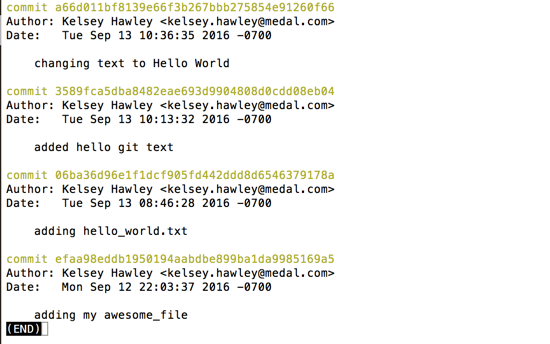 commit a66d011bf8139e66f3b267bbb275854e91260f66
Author: Kelsey Hawley <kelsey.hawley@medal.com>
Date:   Tue Sep 13 10:36:35 2016 -0700
changing text to Hello World
commit 3589fca5dba8482eae693d9904808d0cdd08eb04
Author: Kelsey Hawley <kelsey.hawley@medal.com>
Date:   Tue Sep 13 10:13:32 2016 -0700
added hello git text
commit 06ba36d96e1f1dcf905fd442ddd8d6546379178a
Author: Kelsey Hawley <kelsey.hawley@medal.com>
Date:   Tue Sep 13 08:46:28 2016 -0700
adding hello_world.txt
commit efaa98eddb1950194aabdbe899ba1da9985169a5
Author: Kelsey Hawley <kelsey.hawley@medal.com>
Date:   Mon Sep 12 22:03:37 2016 -0700
adding my awesome_file
(END)